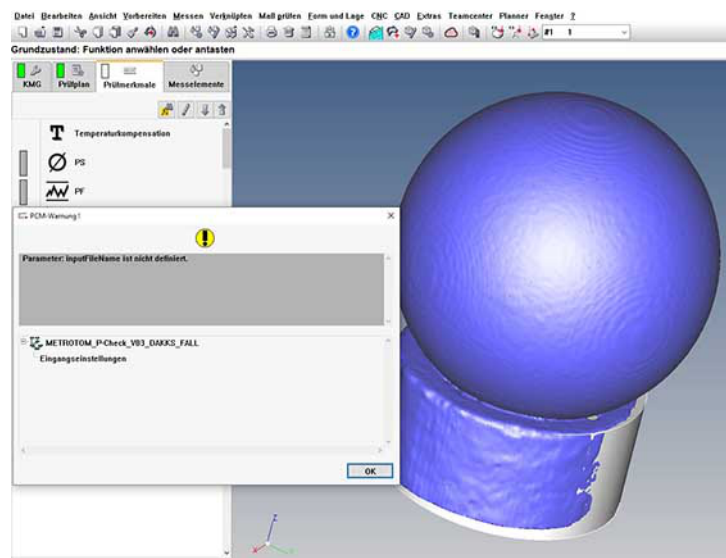 Datei Bearbeiten Ansicht Vorbereiten Messen Verknüpfen Maß prüfen Form und Lage CNC CAD Extras Teamcenter Planner Fenster ?
#1 1
Grundzustand: Funktion anwählen oder antasten
KMG Prüfplan Prüfmerkmale Messelemente
T Temperaturkompensation
PS
PF
PCM-Warnung1
Parameter: inputFileName ist nicht definiert.
METROTOM_P-Check_V03_DAKKS_FALL
Eingangseinstellungen
OK
Z
X